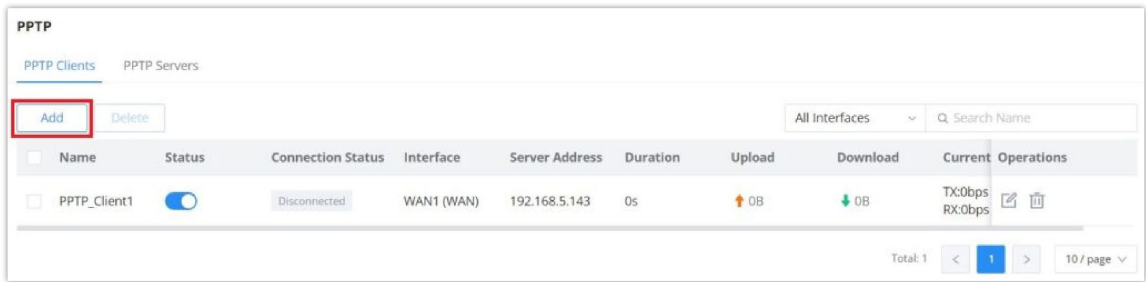 PPTP
PPTP Clients PPTP Servers
Add Delete All Interfaces Search Name
Name Status Connection Status Interface Server Address Duration Upload Download Current Operations
PPTP_Client1 Disconnected WAN1 (WAN) 192.168.5.143 0s 0B 0B TX:0bps
RX:0bps
Total: 1 < 1 > 10 / page